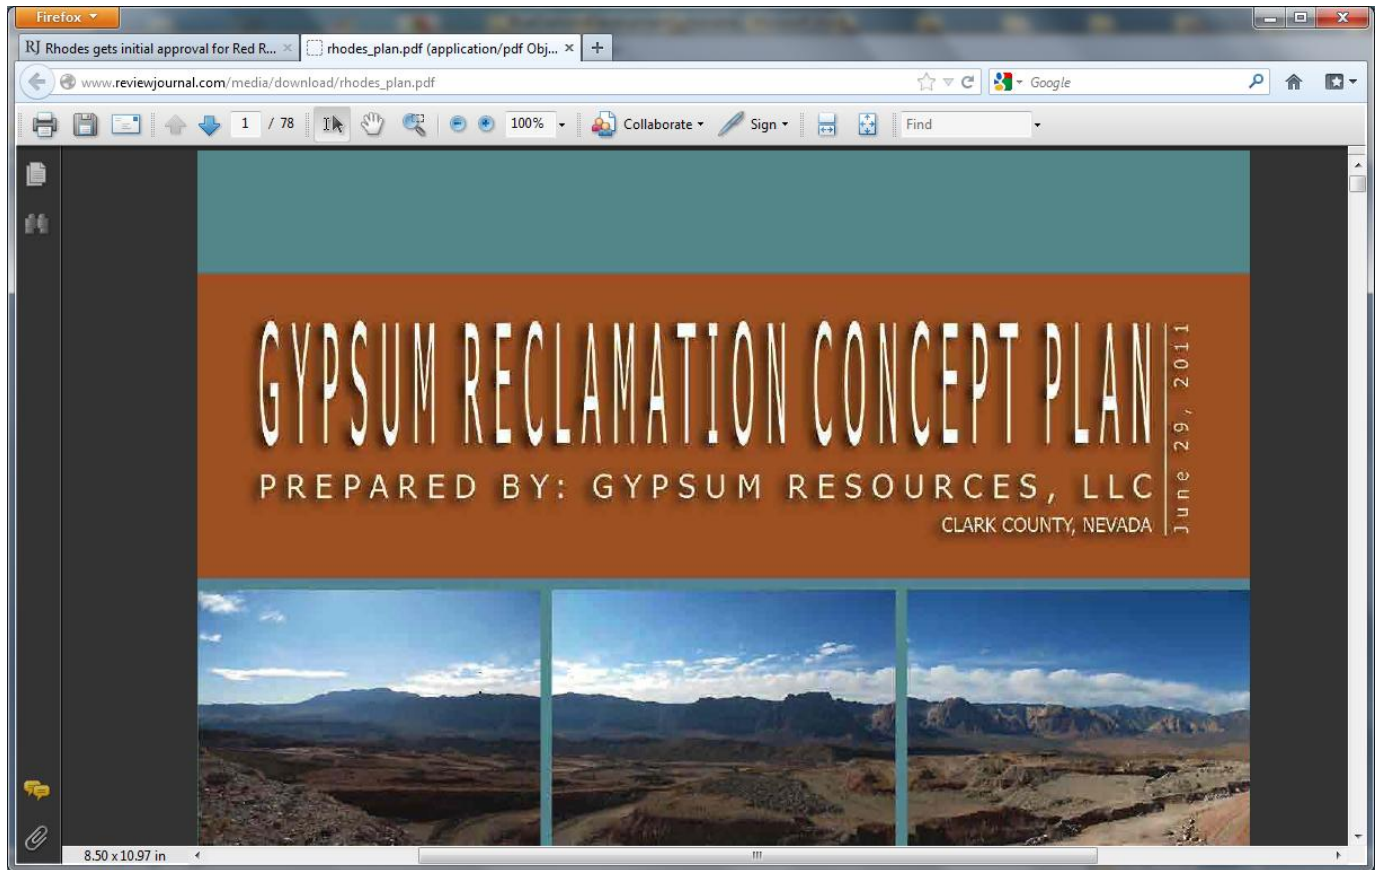 Firefox
RJ Rhodes gets initial approval for Red R...
rhodes_plan.pdf (application/pdf Obj...
www.reviewjournal.com/media/download/rhodes_plan.pdf
Google
1 / 78
100%
Collaborate
Sign
Find
GYPSUM RECLAMATION CONCEPT PLAN
PREPARED BY: GYPSUM RESOURCES, LLC
CLARK COUNTY, NEVADA
June 29, 2011
8.50 x 10.97 in